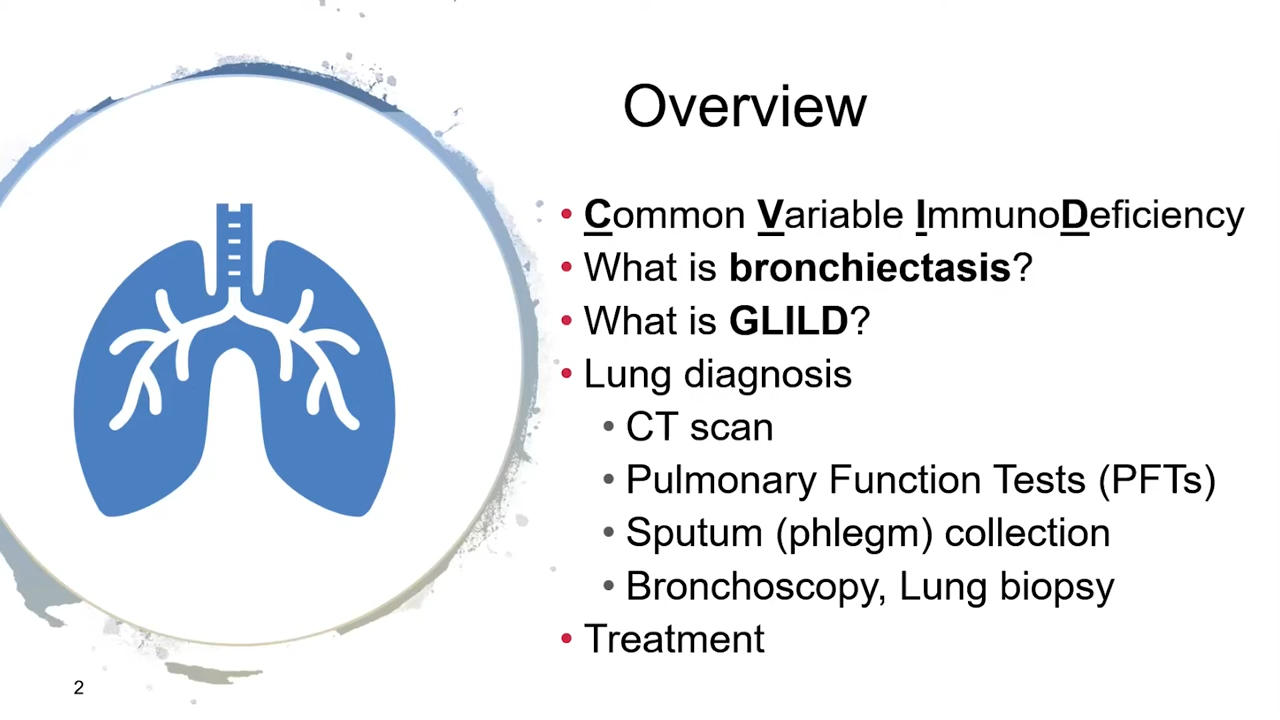 Overview
• Common Variable ImmunoDeficiency
• What is bronchiectasis?
• What is GLILD?
• Lung diagnosis
• CT scan
• Pulmonary Function Tests (PFTs)
• Sputum (phlegm) collection
• Bronchoscopy, Lung biopsy
• Treatment
2